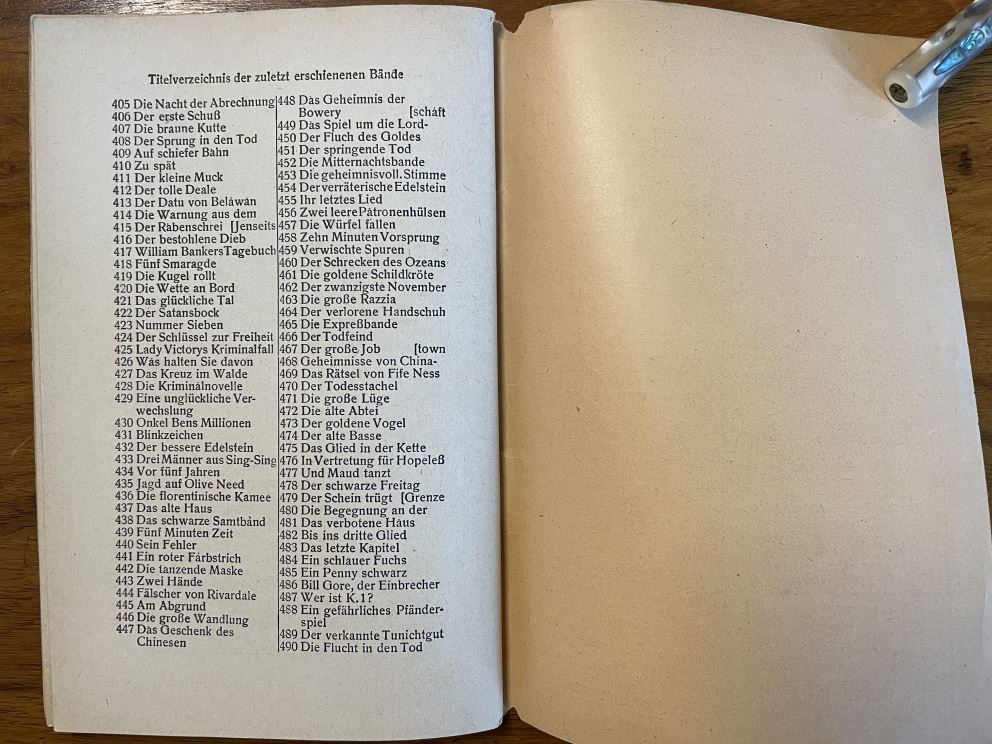 Titelverzeichnis der zuletzt erschienenen Bände
405 Die Nacht der Abrechnung
406 Der erste Schuß
407 Die braune Kutte
408 Der Sprung in den Tod
409 Auf schiefer Bahn
410 Zu spät
411 Der kleine Muck
412 Der tolle Deale
413 Der Datu von Belawan
414 Die Warnung aus dem
415 Der Rabenschrei [Jenseits
416 Der bestohlene Dieb
417 William Bankers Tagebuch
418 Fünf Smaragde
419 Die Kugel rollt
420 Die Wette an Bord
421 Das glückliche Tal
422 Der Satansbock
423 Nummer Sieben
424 Der Schlüssel zur Freiheit
425 Lady Victorys Kriminalfall
426 Was halten Sie davon
427 Das Kreuz im Walde
428 Die Kriminalnovelle
429 Eine unglückliche Ver-
wechslung
430 Onkel Bens Millionen
431 Blinkzeichen
432 Der bessere Edelstein
433 Drei Männer aus Sing-Sing
434 Vor fünf Jahren
435 Jagd auf Olive Need
436 Die florentinische Kamee
437 Das alte Haus
438 Das schwarze Samtband
439 Fünf Minuten Zeit
440 Sein Fehler
441 Ein roter Farbstrich
442 Die tanzende Maske
443 Zwei Hände
444 Fälscher von Rivardale
445 Am Abgrund
446 Die große Wandlung
447 Das Geschenk des
Chinesen
448 Das Geheimnis der
Bowery [schaft
449 Das Spiel um die Lord-
450 Der Fluch des Goldes
451 Der springende Tod
452 Die Mitternachtsbande
453 Die geheimnisvoll. Stimme
454 Der verräterische Edelstein
455 Ihr letztes Lied
456 Zwei leere Patronenhülsen
457 Die Würfel fallen
458 Zehn Minuten Vorsprung
459 Verwischte Spuren
460 Der Schrecken des Ozeans
461 Die goldene Schildkröte
462 Der zwanzigste November
463 Die große Razzia
464 Der verlorene Handschuh
465 Die Expreßbande
466 Der Todfeind
467 Der große Job [town
468 Geheimnisse von China-
469 Das Rätsel von Fife Ness
470 Der Todesstachel
471 Die große Lüge
472 Die alte Abtei
473 Der goldene Vogel
474 Der alte Basse
475 Das Glied in der Kette
476 In Vertretung für Hopeleß
477 Und Maud tanzt
478 Der schwarze Freitag
479 Der Schein trügt [Grenze
480 Die Begegnung an der
481 Das verbotene Haus
482 Bis ins dritte Glied
483 Das letzte Kapitel
484 Ein schlauer Fuchs
485 Ein Penny schwarz
486 Bill Gore, der Einbrecher
487 Wer ist K.1?
488 Ein gefährliches Pfänder-
spiel
489 Der verkannte Tunichtgut
490 Die Flucht in den Tod